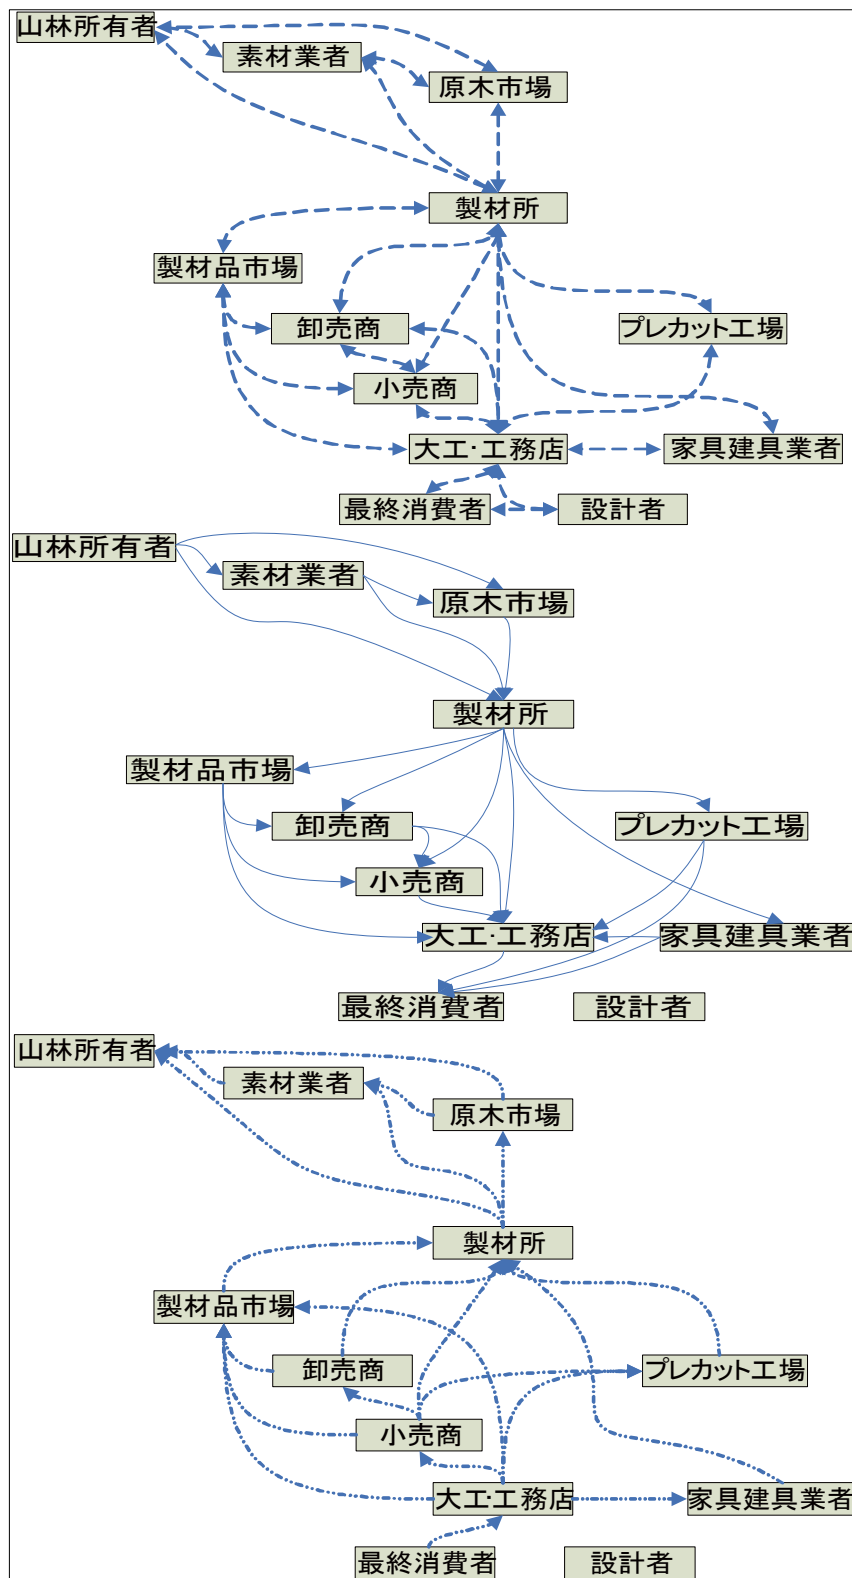 山林所有者
素材業者
原木市場
製材所
製材品市場
卸売商
プレカット工場
小売商
大工･工務店
家具建具業者
最終消費者
設計者
山林所有者
素材業者
原木市場
製材所
製材品市場
卸売商
プレカット工場
小売商
大工･工務店
家具建具業者
最終消費者
設計者
山林所有者
素材業者
原木市場
製材所
製材品市場
卸売商
プレカット工場
小売商
大工･工務店
家具建具業者
最終消費者
設計者